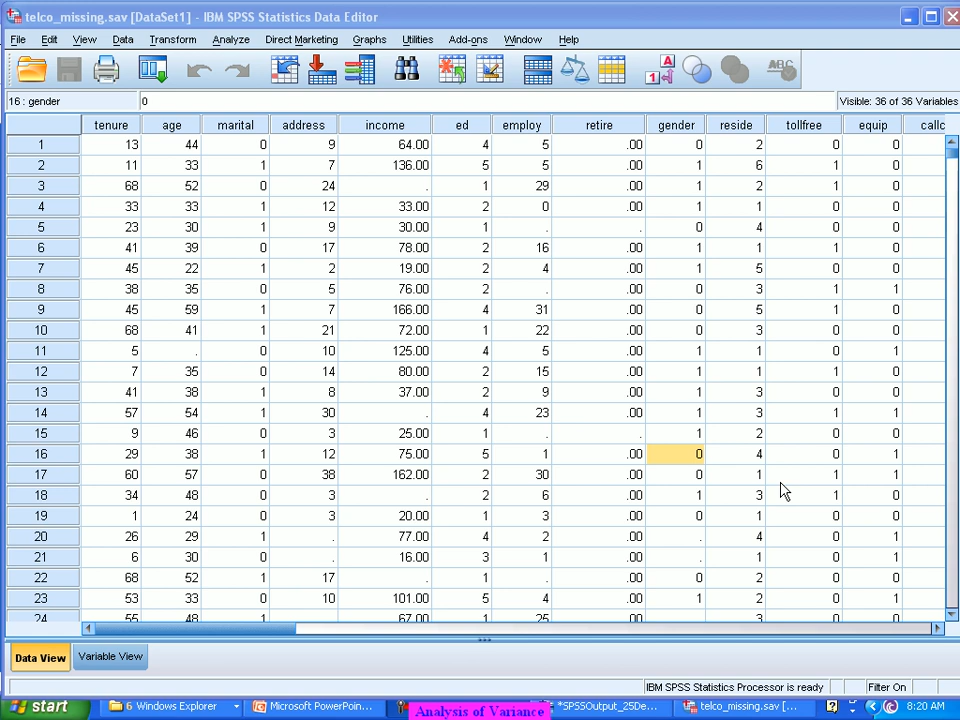 telco_missing.sav [DataSet1] - IBM SPSS Statistics Data Editor
File Edit View Data Transform Analyze Direct Marketing Graphs Utilities Add-ons Window Help
16 : gender 0 Visible: 36 of 36 Variables
tenure age marital address income ed employ retire gender reside tollfree equip callc
1 13 44 0 9 64.00 4 5 .00 0 2 0 0
2 11 33 1 7 136.00 5 5 .00 1 6 1 0
3 68 52 0 24 . 1 29 .00 1 2 1 0
4 33 33 1 12 33.00 2 0 .00 1 1 0 0
5 23 30 1 9 30.00 1 . . 0 4 0 0
6 41 39 0 17 78.00 2 16 .00 1 1 1 0
7 45 22 1 2 19.00 2 4 .00 1 5 0 0
8 38 35 0 5 76.00 2 . .00 0 3 1 1
9 45 59 1 7 166.00 4 31 .00 0 5 1 0
10 68 41 1 21 72.00 1 22 .00 0 3 0 0
11 5 . 0 10 125.00 4 5 .00 1 1 0 1
12 7 35 0 14 80.00 2 15 .00 1 1 0 0
13 41 38 1 8 37.00 2 9 .00 1 3 0 0
14 57 54 1 30 . 4 23 .00 1 3 1 1
15 9 46 0 3 25.00 1 . . 1 2 0 0
16 29 38 1 12 75.00 5 1 .00 0 4 0 1
17 60 57 0 38 162.00 2 30 .00 0 1 1 1
18 34 48 0 3 . 2 6 .00 1 3 1 0
19 1 24 0 3 20.00 1 3 .00 0 1 0 0
20 26 29 1 . 77.00 4 2 .00 . 4 0 1
21 6 30 0 . 16.00 3 1 .00 . 1 0 1
22 68 52 1 17 . 1 . .00 0 2 0 0
23 53 33 0 10 101.00 5 4 .00 1 2 0 1
24 55 48 1 . 67.00 1 25 .00 . 3 0 0
Data View Variable View
IBM SPSS Statistics Processor is ready Filter On
start 6 Windows Explorer Microsoft PowerPoin... *SPSSOutput_25De... telco_missing.sav [... 8:20 AM
Analysis of Variance